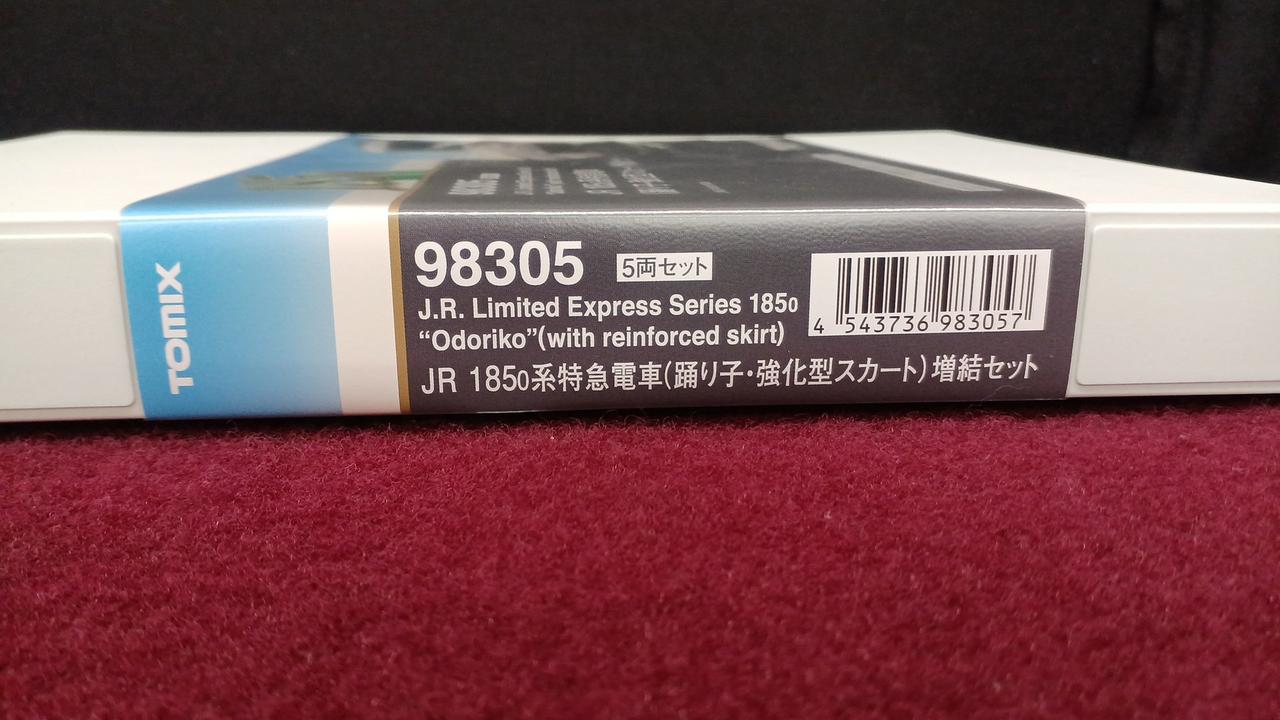 TOMIX
98305
5両セット
J.R. Limited Express Series 185₀
“Odoriko”(with reinforced skirt)
JR 185₀系特急電車(踊り子・強化型スカート)増結セット
4 543736 983057